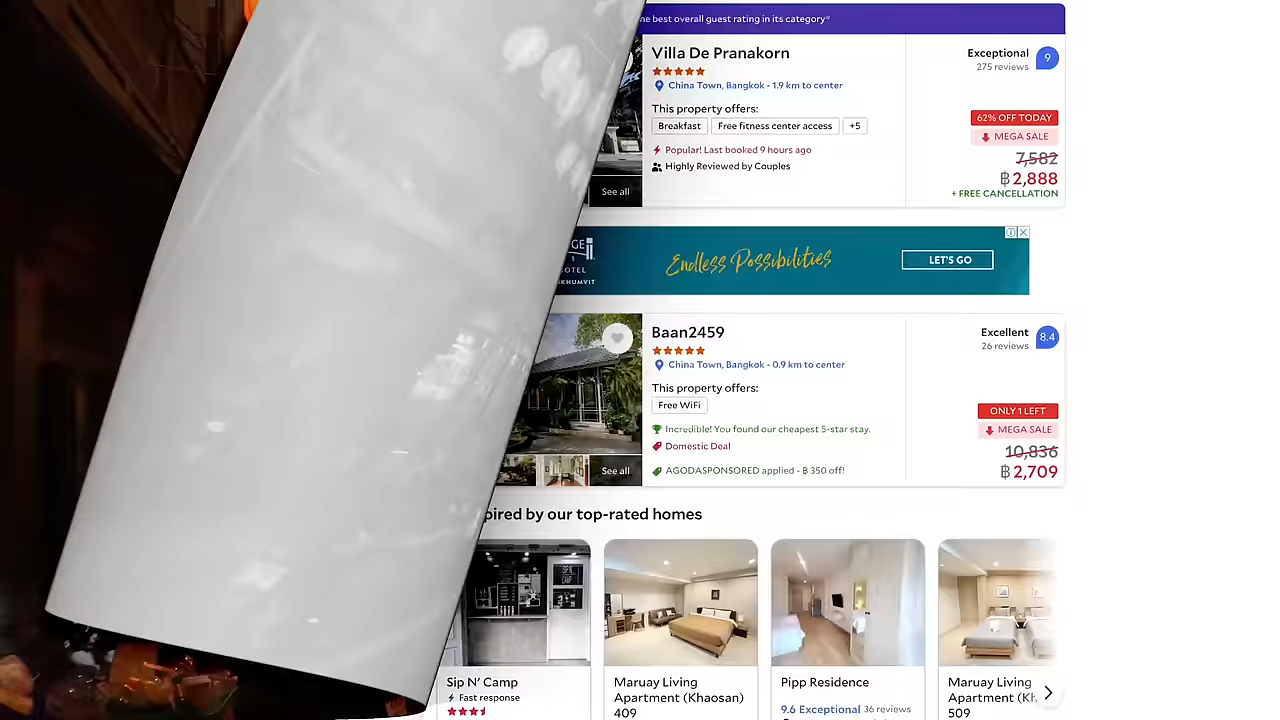 ne best overall guest rating in its category
Villa De Pranakorn
China Town, Bangkok - 1.9 km to center
This property offers:
Breakfast
Free fitness center access
+5
Popular! Last booked 9 hours ago
Highly Reviewed by Couples
See all
Exceptional
275 reviews
9
62% OFF TODAY
MEGA SALE
7,582
฿ 2,888
+ FREE CANCELLATION
GE
OTEL
KHUMVIT
Endless Possibilities
LET'S GO
Baan2459
China Town, Bangkok - 0.9 km to center
This property offers:
Free WiFi
Incredible! You found our cheapest 5-star stay.
Domestic Deal
AGODASPONSORED applied - ฿ 350 off!
See all
Excellent
26 reviews
8.4
ONLY 1 LEFT
MEGA SALE
10,836
฿ 2,709
pired by our top-rated homes
Sip N' Camp
Fast response
Maruay Living
Apartment (Khaosan)
409
Pipp Residence
9.6 Exceptional 36 reviews
Maruay Living
Apartment (Kh
509